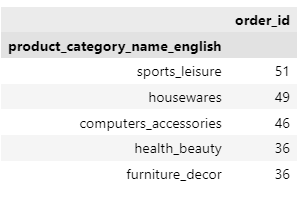 order_id
product_category_name_english
sports_leisure 51
housewares 49
computers_accessories 46
health_beauty 36
furniture_decor 36